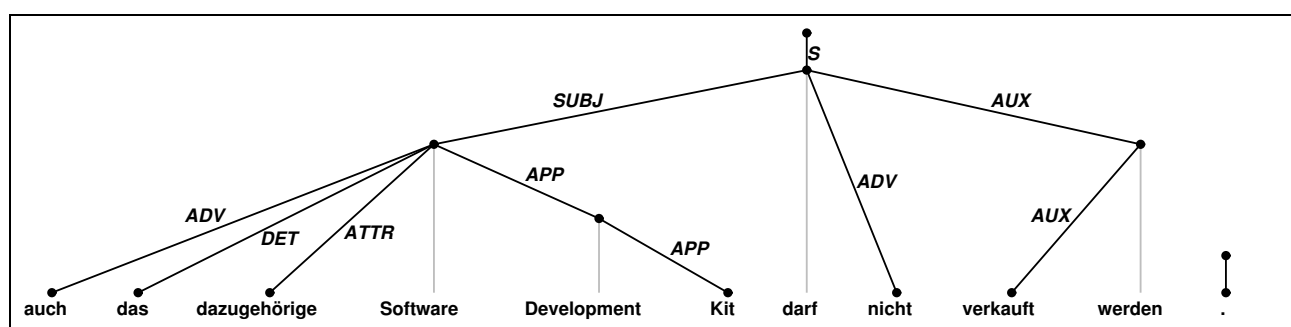 S
SUBJ AUX
APP
ADV ADV AUX
DET ATTR APP
auch das dazugehörige Software Development Kit darf nicht verkauft werden .